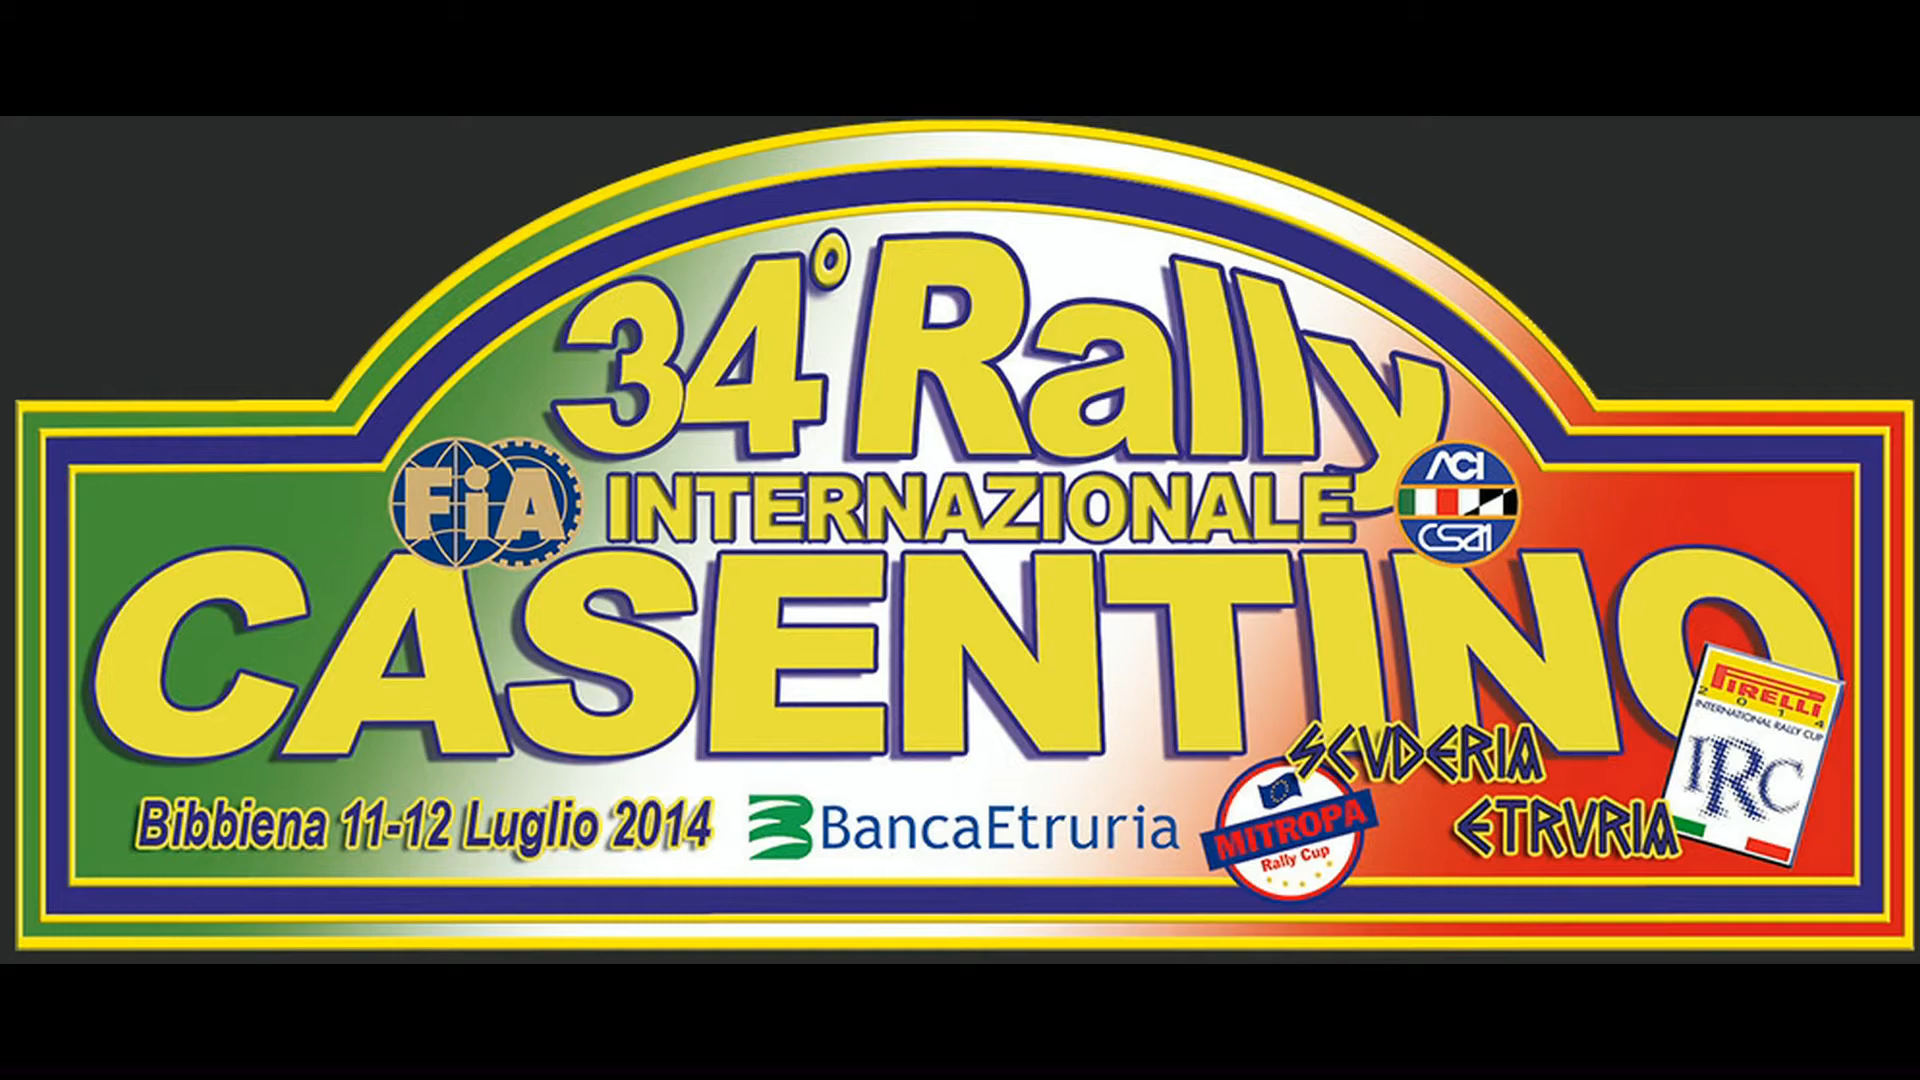 34° Rally
FiA
INTERNAZIONALE
ACI
CSAI
CASENTINO
PIRELLI
2014
INTERNATIONAL RALLY CUP
IRC
SCVDERIA
ETRVRIA
Bibbiena 11-12 Luglio 2014
BancaEtruria
MITROPA
Rally Cup